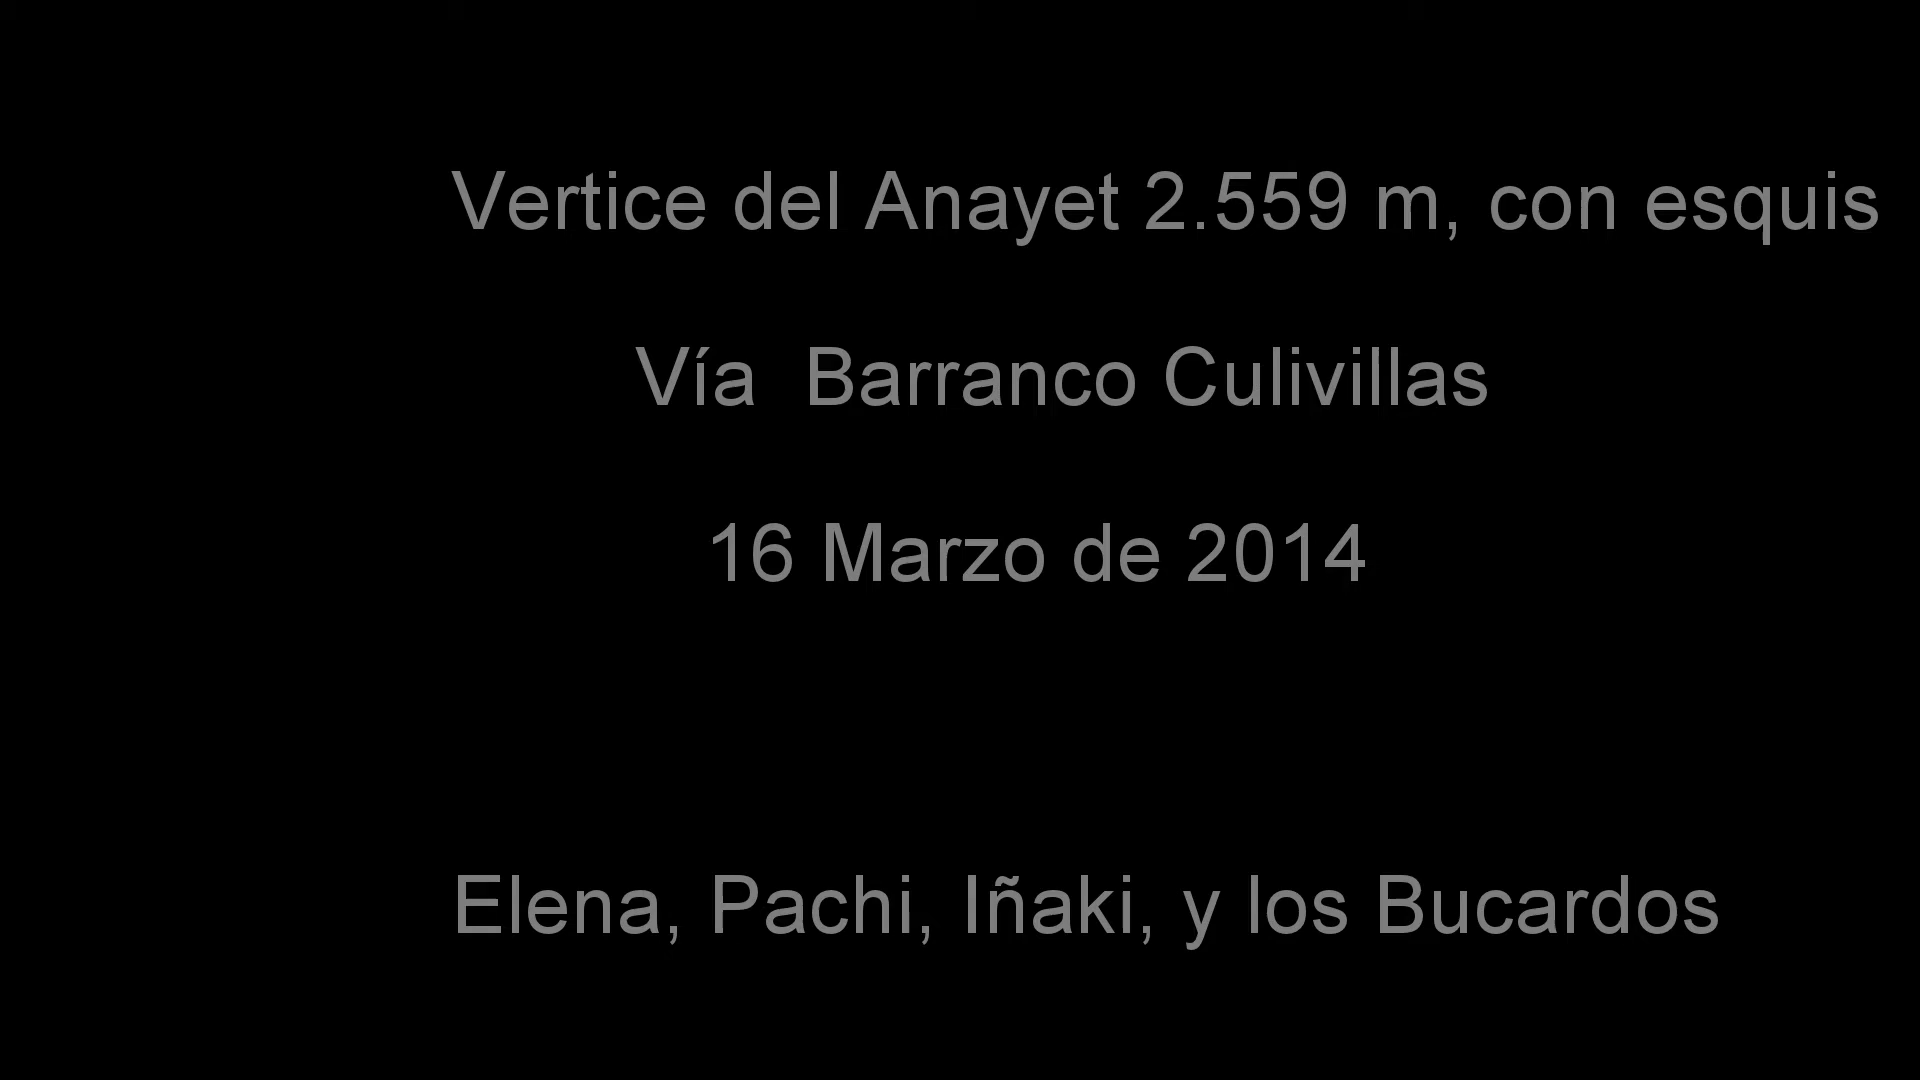 Vertice del Anayet 2.559 m, con esquis
Vía  Barranco Culivillas
16 Marzo de 2014
Elena, Pachi, Iñaki, y los Bucardos